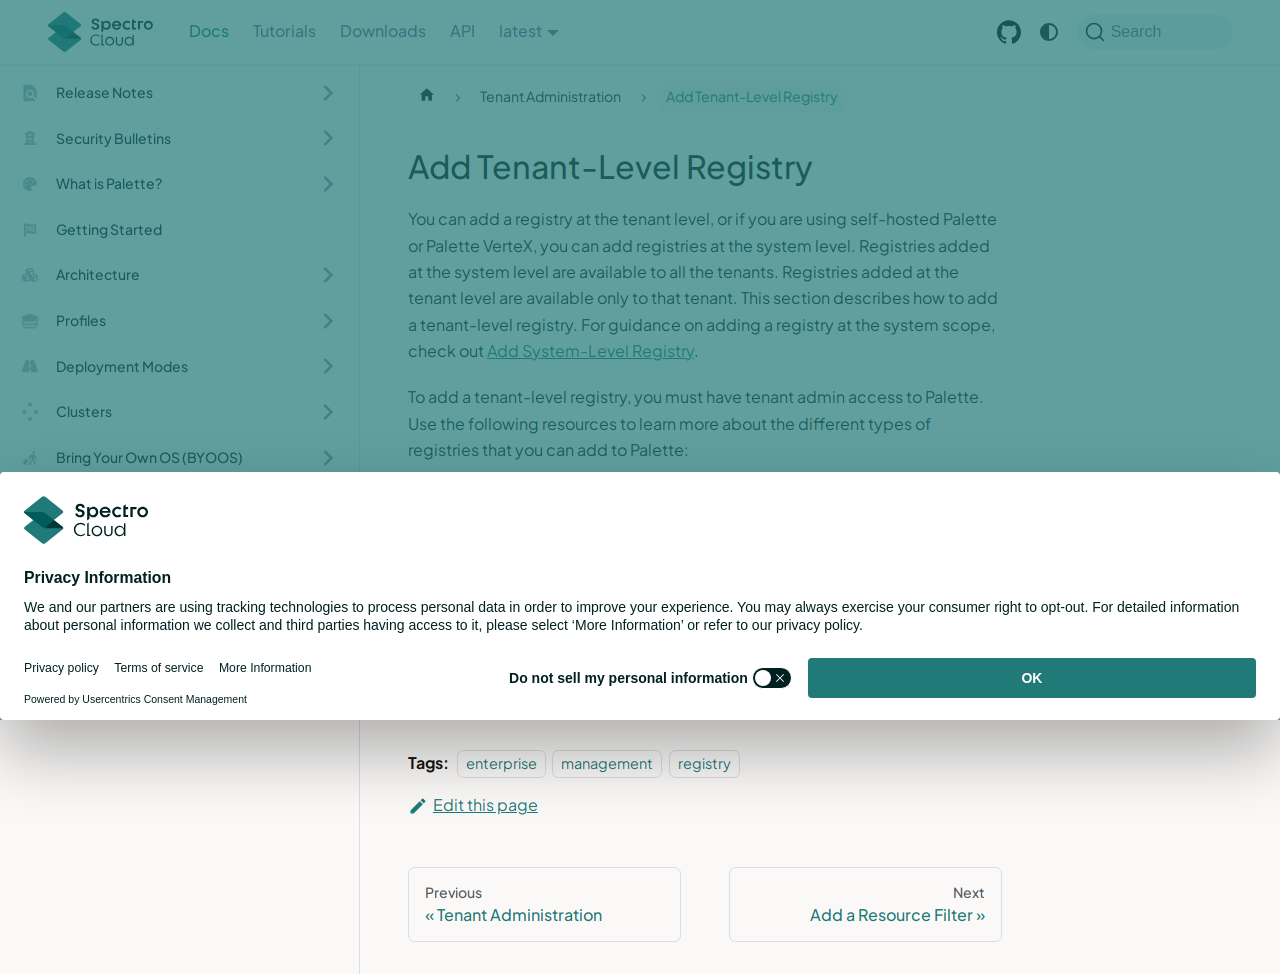 Spectro Cloud
Docs
Tutorials
Downloads
API
latest
Search
Release Notes
Security Bulletins
What is Palette?
Getting Started
Architecture
Profiles
Deployment Modes
Clusters
Bring Your Own OS (BYOOS)
Tenant Administration
Add Tenant-Level Registry
Add Tenant-Level Registry
You can add a registry at the tenant level, or if you are using self-hosted Palette
or Palette VerteX, you can add registries at the system level. Registries added
at the system level are available to all the tenants. Registries added at the
tenant level are available only to that tenant. This section describes how to add
a tenant-level registry. For guidance on adding a registry at the system scope,
check out Add System-Level Registry.
To add a tenant-level registry, you must have tenant admin access to Palette.
Use the following resources to learn more about the different types of
registries that you can add to Palette:
Spectro
Cloud
Privacy Information
We and our partners are using tracking technologies to process personal data in order to improve your experience. You may always exercise your consumer right to opt-out. For detailed information
about personal information we collect and third parties having access to it, please select ‘More Information’ or refer to our privacy policy.
Privacy policy
Terms of service
More Information
Powered by Usercentrics Consent Management
Do not sell my personal information
OK
Tags:
enterprise
management
registry
Edit this page
Previous
« Tenant Administration
Next
Add a Resource Filter »